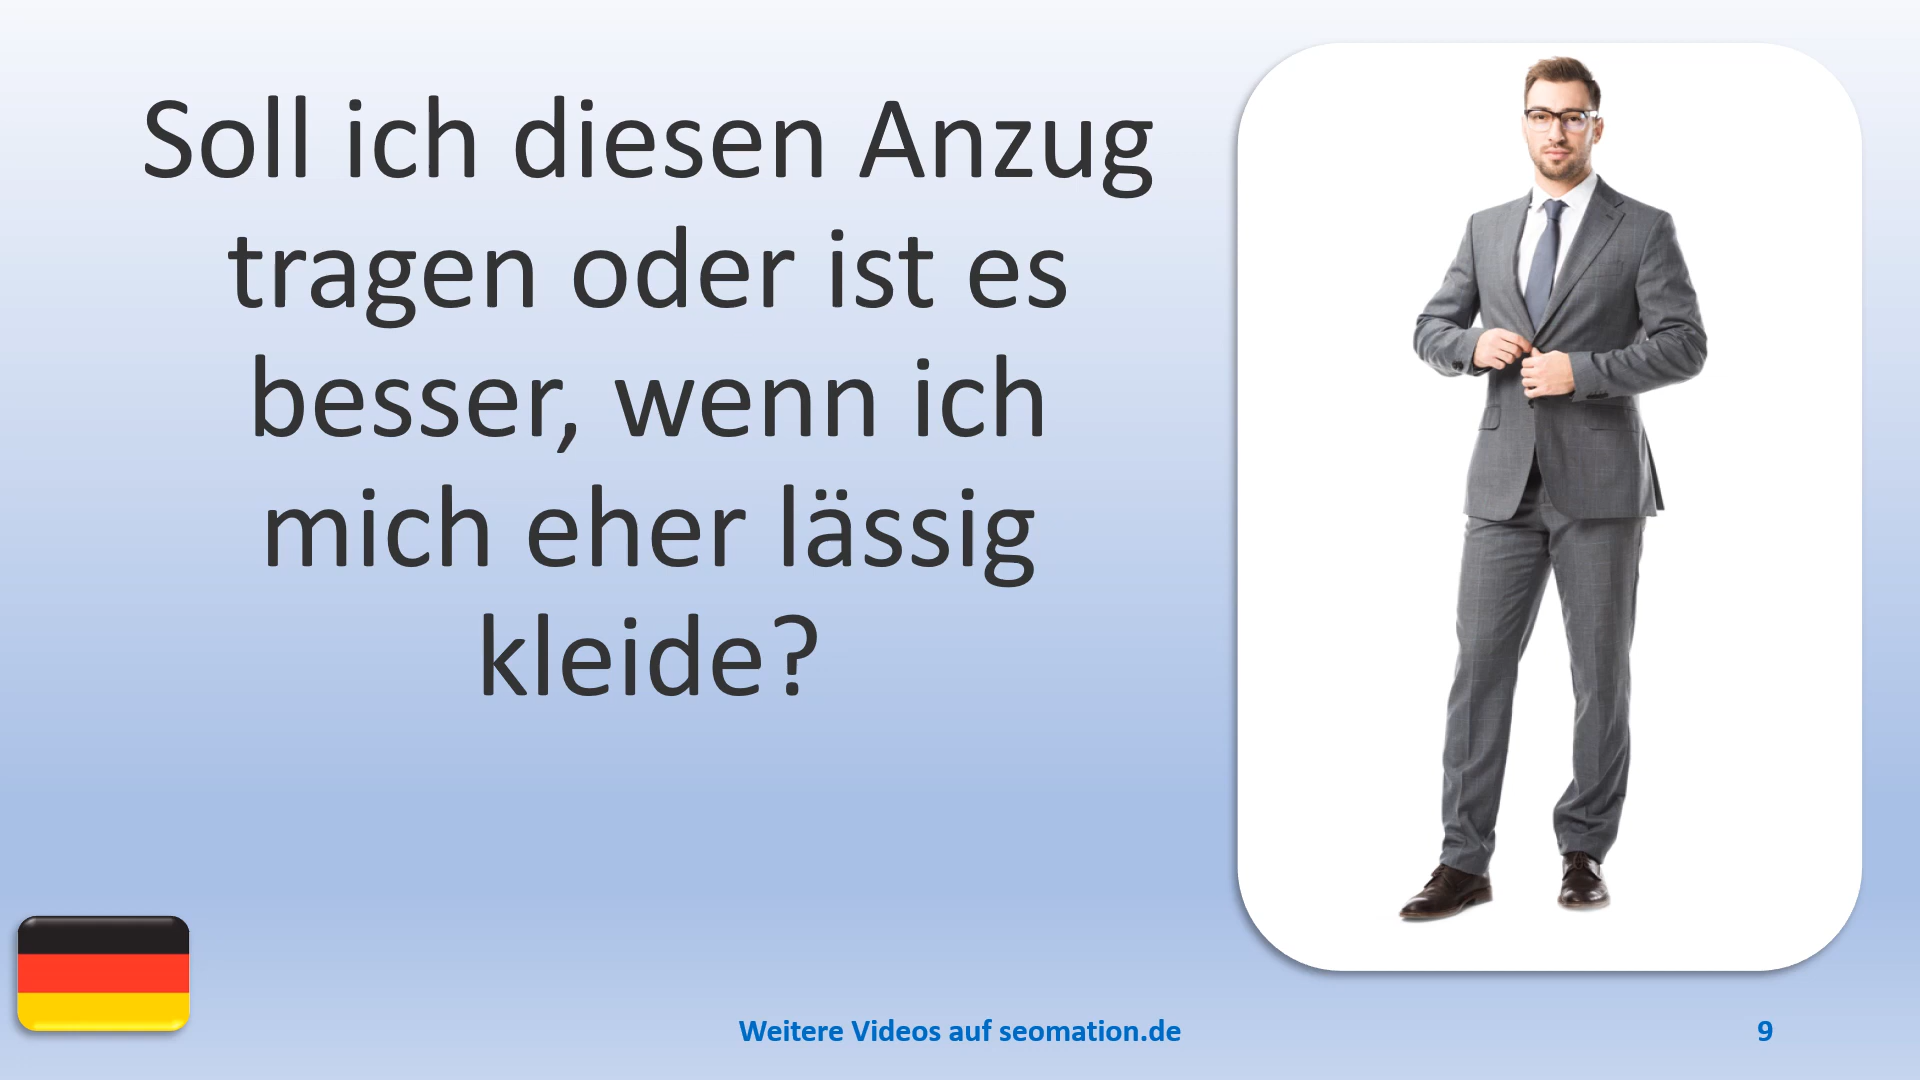 Soll ich diesen Anzug
tragen oder ist es
besser, wenn ich
mich eher lässig
kleide?
Weitere Videos auf seomation.de
9